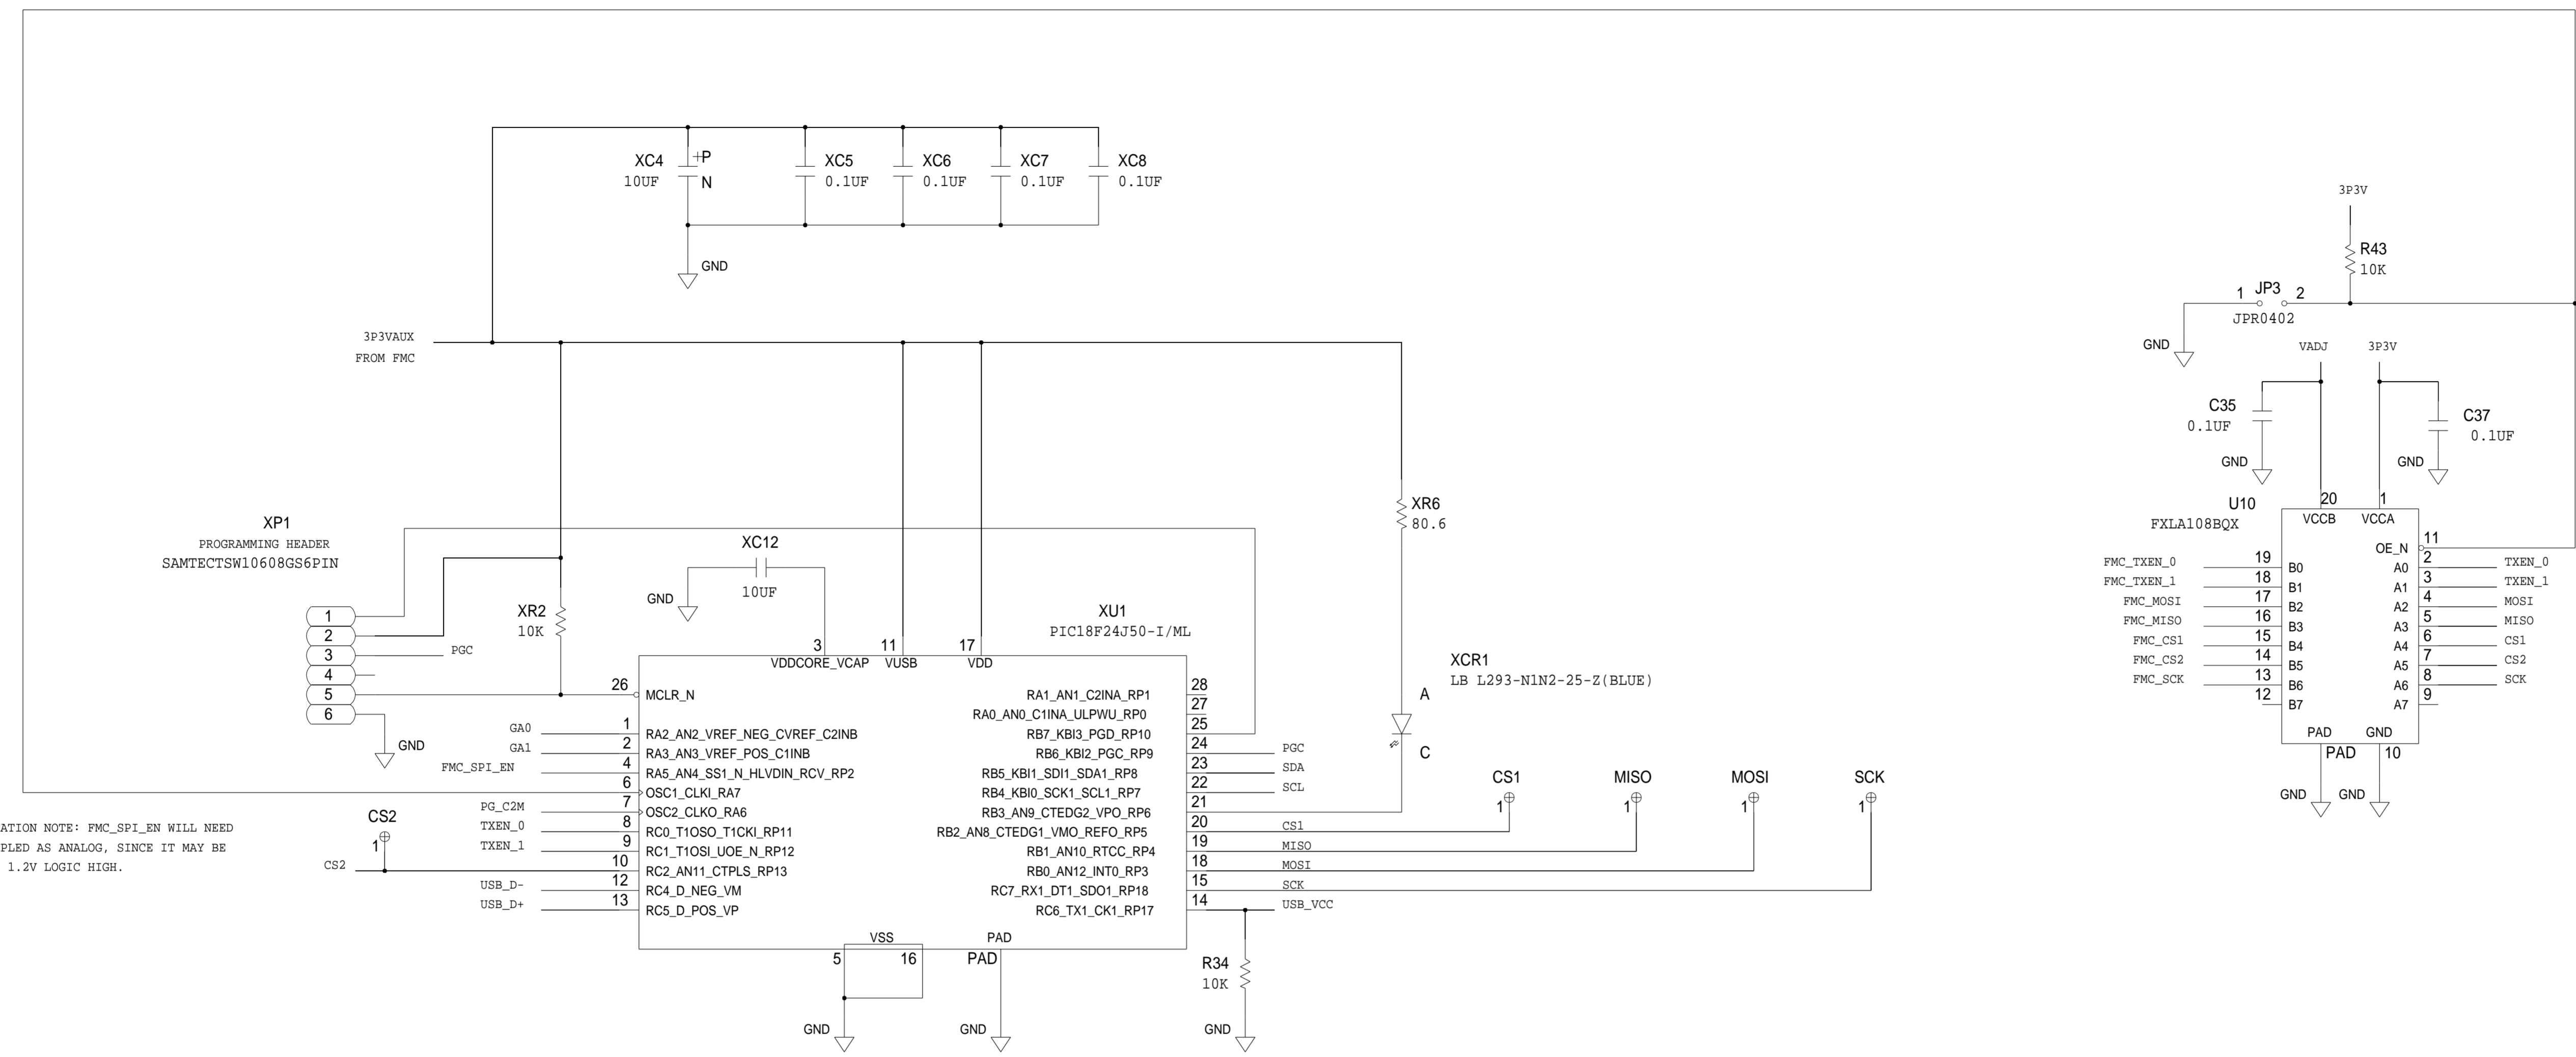 XC4
10UF
+P
N
XC5
0.1UF
XC6
0.1UF
XC7
0.1UF
XC8
0.1UF
GND
3P3VAUX
FROM FMC
3P3V
R43
10K
1 JP3 2
JPR0402
GND
VADJ
3P3V
C35
0.1UF
GND
C37
0.1UF
GND
U10
FXLA108BQX
20
1
VCCB
VCCA
OE_N
11
FMC_TXEN_0 19 B0 A0 2 TXEN_0
FMC_TXEN_1 18 B1 A1 3 TXEN_1
FMC_MOSI 17 B2 A2 4 MOSI
FMC_MISO 16 B3 A3 5 MISO
FMC_CS1 15 B4 A4 6 CS1
FMC_CS2 14 B5 A5 7 CS2
FMC_SCK 13 B6 A6 8 SCK
12 B7 A7 9
PAD GND
PAD 10
GND GND
XP1
PROGRAMMING HEADER
SAMTECTSW10608GS6PIN
1
2
3 PGC
4
5
6
GND
XR2
10K
XC12
10UF
GND
XR6
80.6
XCR1
LB L293-N1N2-25-Z(BLUE)
A
C
XU1
PIC18F24J50-I/ML
3 11 17
VDDCORE_VCAP VUSB VDD
26 MCLR_N
GA0 1 RA2_AN2_VREF_NEG_CVREF_C2INB
GA1 2 RA3_AN3_VREF_POS_C1INB
FMC_SPI_EN 4 RA5_AN4_SS1_N_HLVDIN_RCV_RP2
6 OSC1_CLKI_RA7
PG_C2M 7 OSC2_CLKO_RA6
TXEN_0 8 RC0_T1OSO_T1CKI_RP11
TXEN_1 9 RC1_T1OSI_UOE_N_RP12
CS2 10 RC2_AN11_CTPLS_RP13
USB_D- 12 RC4_D_NEG_VM
USB_D+ 13 RC5_D_POS_VP
RA1_AN1_C2INA_RP1 28
RA0_AN0_C1INA_ULPWU_RP0 27
RB7_KBI3_PGD_RP10 25
RB6_KBI2_PGC_RP9 24 PGC
RB5_KBI1_SDI1_SDA1_RP8 23 SDA
RB4_KBI0_SCK1_SCL1_RP7 22 SCL
RB3_AN9_CTEDG2_VPO_RP6 21
RB2_AN8_CTEDG1_VMO_REFO_RP5 20 CS1
RB1_AN10_RTCC_RP4 19 MISO
RB0_AN12_INT0_RP3 18 MOSI
RC7_RX1_DT1_SDO1_RP18 15 SCK
RC6_TX1_CK1_RP17 14 USB_VCC
VSS PAD
5 16 PAD
GND GND
CS2
1
CS1
1
MISO
1
MOSI
1
SCK
1
R34
10K
GND
ATION NOTE: FMC_SPI_EN WILL NEED
PLED AS ANALOG, SINCE IT MAY BE
1.2V LOGIC HIGH.